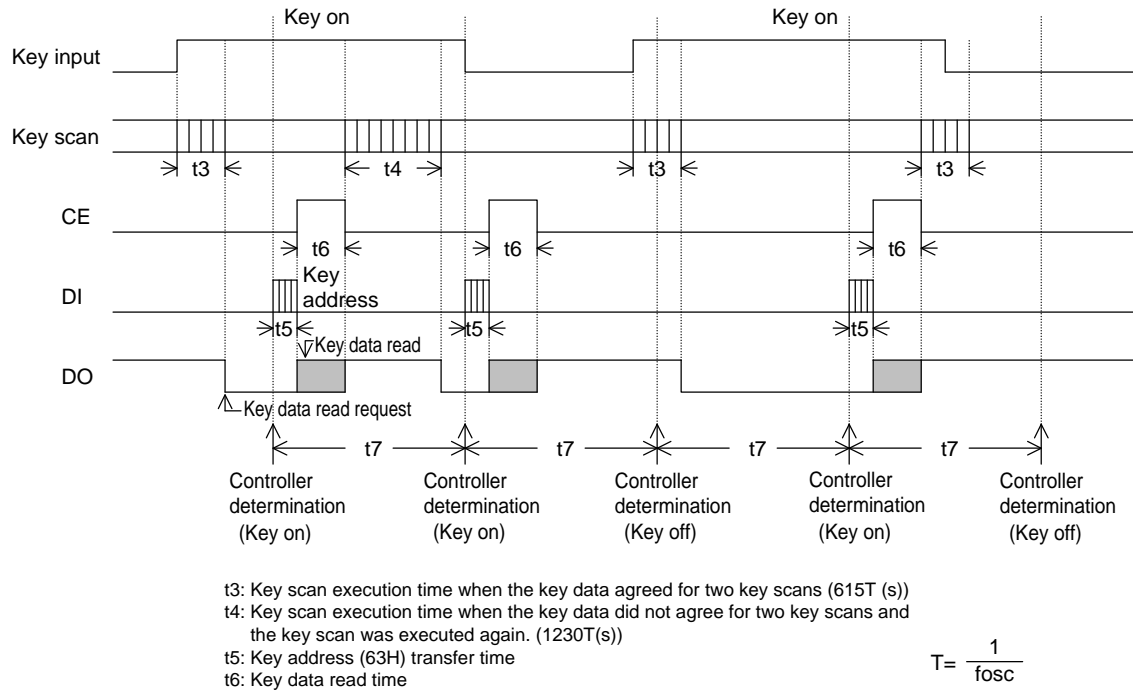 Key on Key on
Key input
Key scan
t3 t4 t3 t3
CE
t6 t6 t6
Key
address
DI
t5 t5 t5
Key data read
DO
Key data read request
t7 t7 t7 t7
Controller Controller Controller Controller Controller
determination determination determination determination determination
(Key on) (Key on) (Key off) (Key on) (Key off)
t3: Key scan execution time when the key data agreed for two key scans (615T (s))
t4: Key scan execution time when the key data did not agree for two key scans and
the key scan was executed again. (1230T(s))
t5: Key address (63H) transfer time
t6: Key data read time
T= 1
fosc